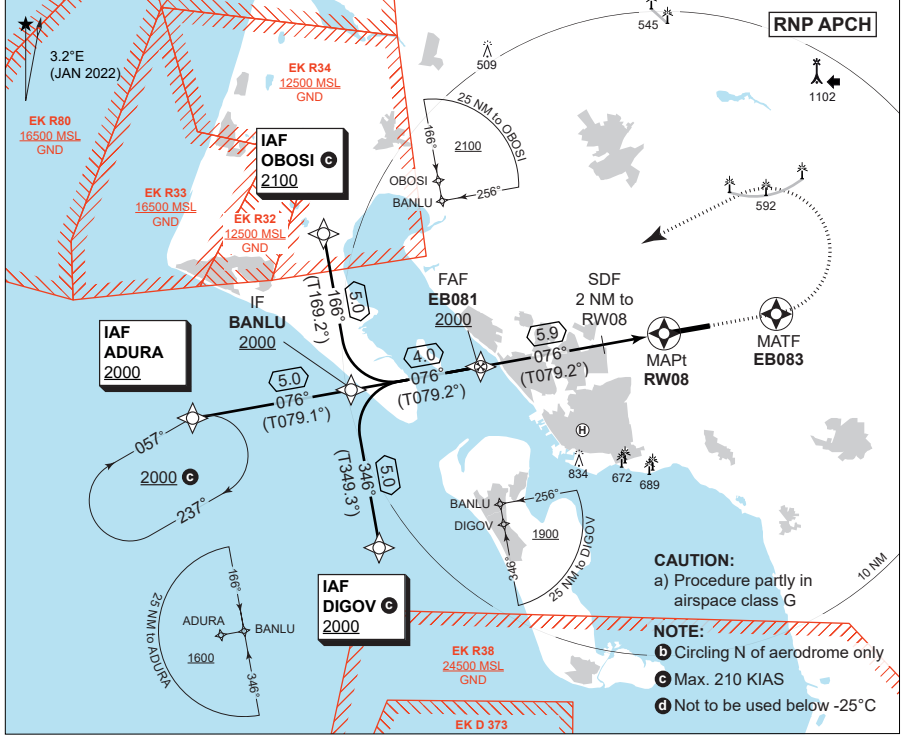 RNP APCH
3.2°E
(JAN 2022)
545
509
1102
EK R34
12500 MSL
GND
EK R80
16500 MSL
GND
EK R33
16500 MSL
GND
EK R32
12500 MSL
GND
IAF
OBOSI c
2100
25 NM to OBOSI
166°
2100
OBOSI
BANLU
256°
592
166°
(T169.2°)
5.0
IF
BANLU
2000
FAF
EB081
2000
SDF
2 NM to
RW08
MAPt
RW08
MATF
EB083
IAF
ADURA
2000
5.0
076°
(T079.1°)
4.0
076°
(T079.2°)
5.9
076°
(T079.2°)
057°
2000 c
237°
346°
(T349.3°)
5.0
H
834
672
689
BANLU
DIGOV
256°
346°
1900
25 NM to DIGOV
IAF
DIGOV c
2000
25 NM to ADURA
166°
ADURA
BANLU
1600
346°
10 NM
CAUTION:
a) Procedure partly in
airspace class G
NOTE:
b Circling N of aerodrome only
c Max. 210 KIAS
d Not to be used below -25°C
EK R38
24500 MSL
GND
EK D 373